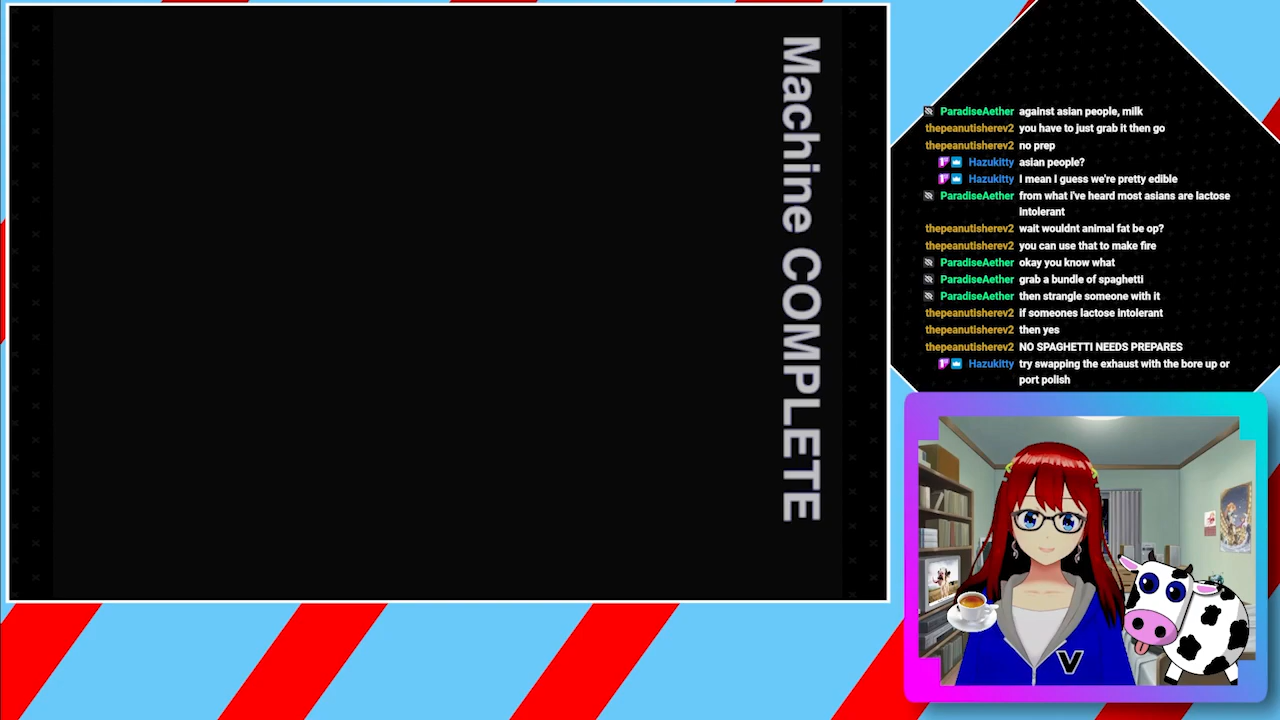 Machine COMPLETE
ParadiseAether against asian people, milk
thepeanutisherev2 you have to just grab it then go
thepeanutisherev2 no prep
Hazukitty asian people?
Hazukitty I mean I guess we're pretty edible
ParadiseAether from what i've heard most asians are lactose
intolerant
thepeanutisherev2 wait wouldnt animal fat be op?
thepeanutisherev2 you can use that to make fire
ParadiseAether okay you know what
ParadiseAether grab a bundle of spaghetti
ParadiseAether then strangle someone with it
thepeanutisherev2 if someones lactose intolerant
thepeanutisherev2 then yes
thepeanutisherev2 NO SPAGHETTI NEEDS PREPARES
Hazukitty try swapping the exhaust with the bore up or
port polish
V